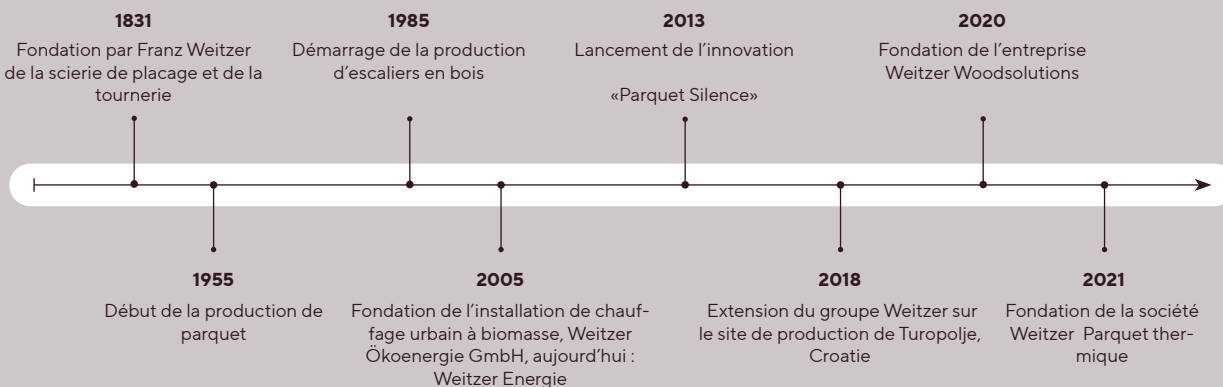 1831
Fondation par Franz Weitzer
de la scierie de placage et de la
tournerie
1985
Démarrage de la production
d'escaliers en bois
2013
Lancement de l'innovation
«Parquet Silence»
2020
Fondation de l'entreprise
Weitzer Woodsolutions
1955
Début de la production de
parquet
2005
Fondation de l'installation de chauf-
fage urbain à biomasse, Weitzer
Ökoenergie GmbH, aujourd'hui :
Weitzer Energie
2018
Extension du groupe Weitzer sur
le site de production de Turopolje,
Croatie
2021
Fondation de la société
Weitzer  Parquet ther-
mique